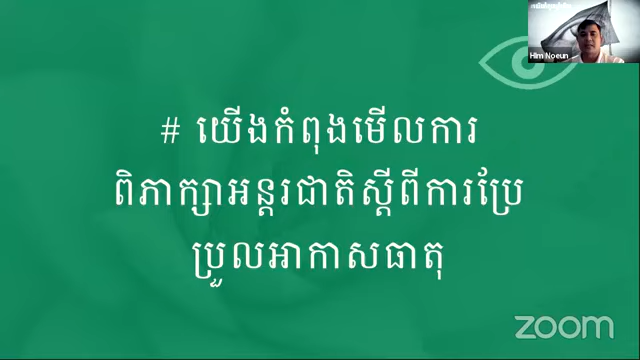 Him Noeun
# យើងកំពុងមើលការ
ពិភាក្សាអន្តរជាតិស្តីពីការប្រែ
ប្រួលអាកាសធាតុ
zoom